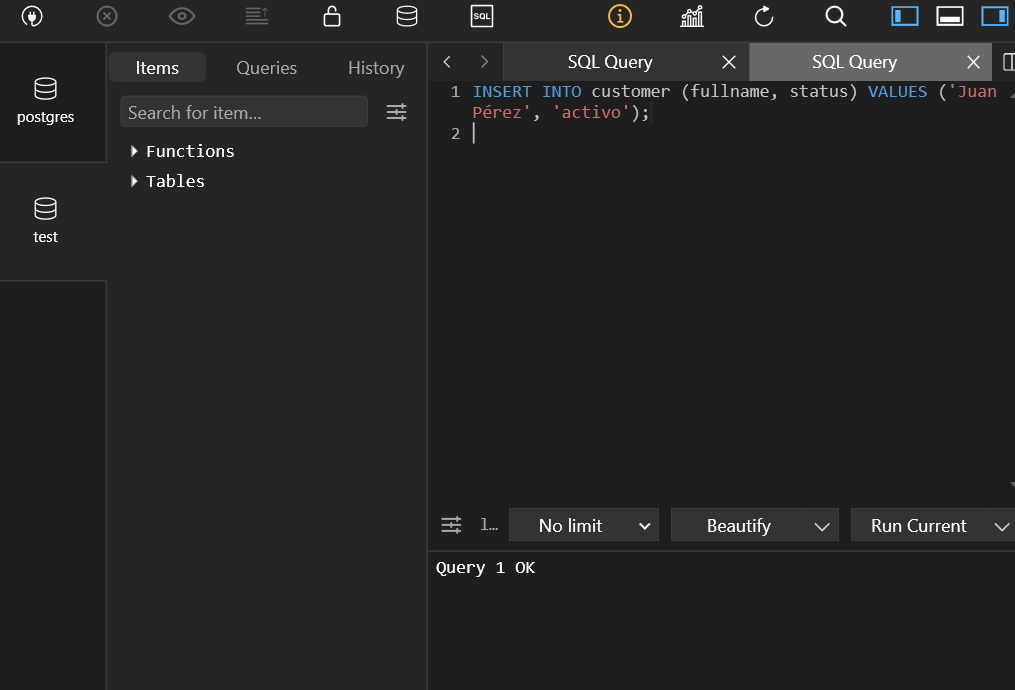 SQL
postgres
test
Items
Queries
History
Search for item...
Functions
Tables
SQL Query
SQL Query
1 INSERT INTO customer (fullname, status) VALUES ('Juan
Pérez', 'activo');
2
1...
No limit
Beautify
Run Current
Query 1 OK